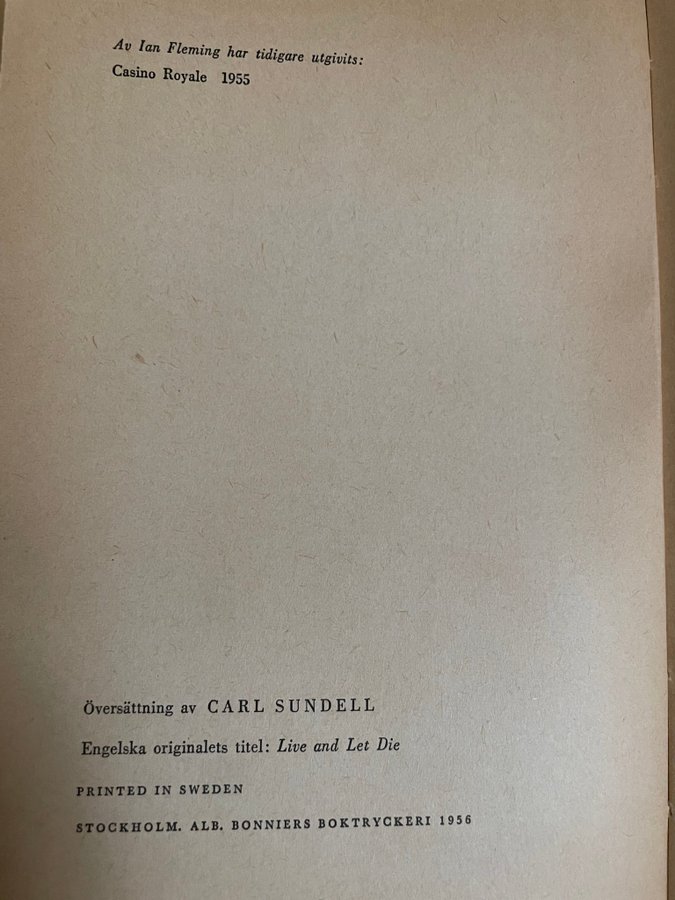 Av Ian Fleming har tidigare utgivits:
Casino Royale 1955
Översättning av CARL SUNDELL
Engelska originalets titel: Live and Let Die
PRINTED IN SWEDEN
STOCKHOLM. ALB. BONNIERS BOKTRYCKERI 1956